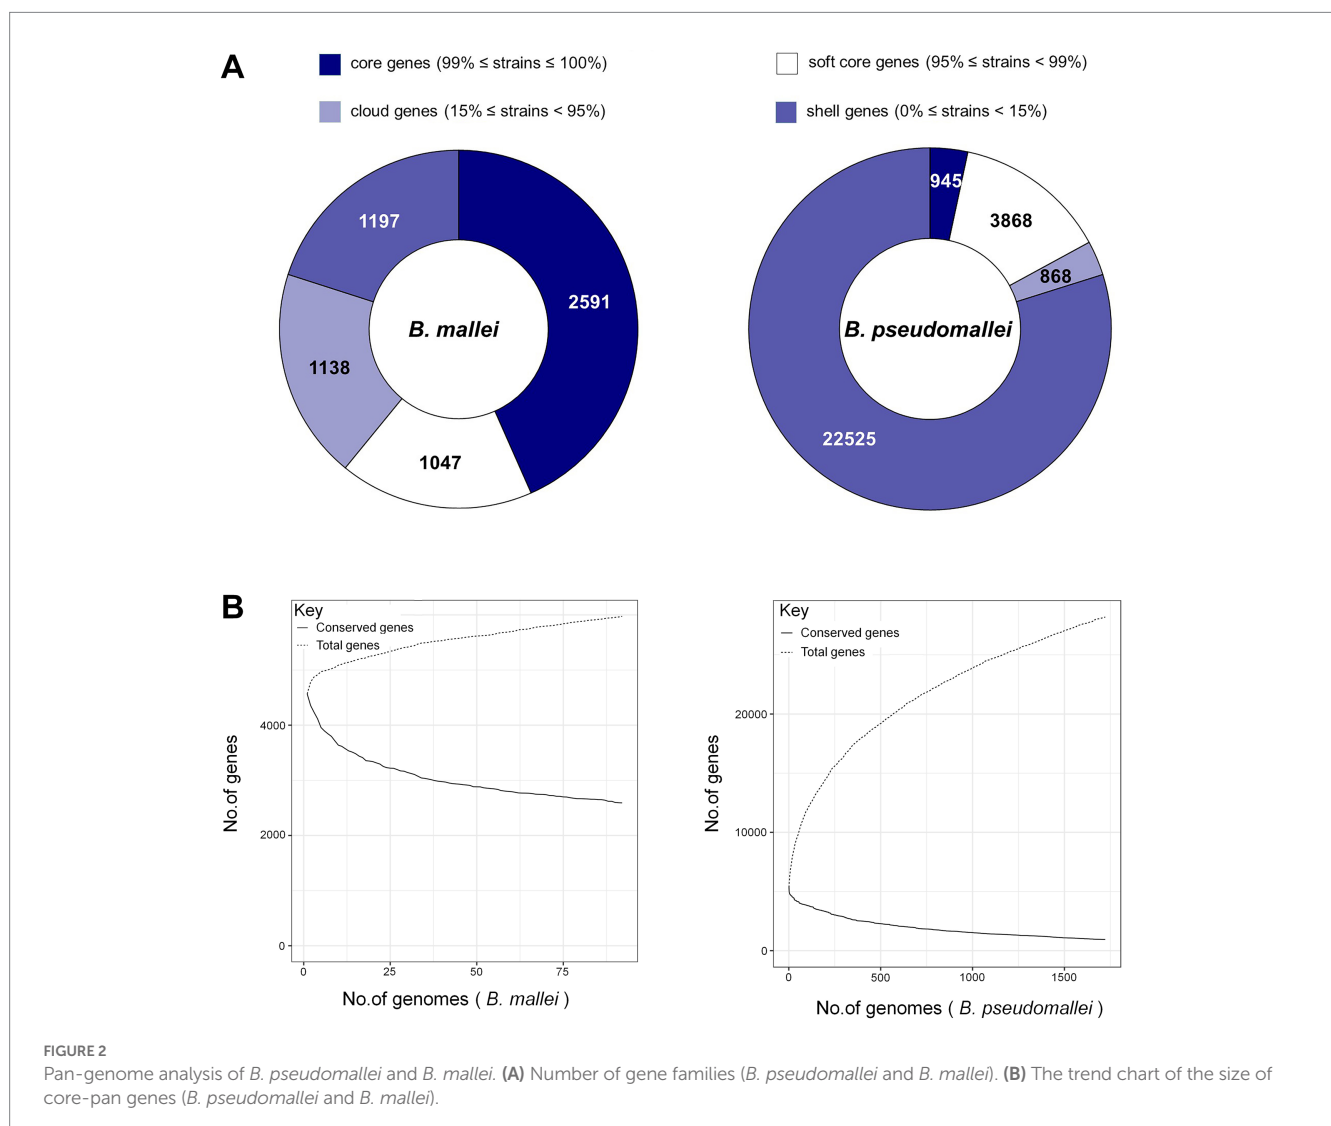 A
core genes (99% ≤ strains ≤ 100%)
soft core genes (95% ≤ strains < 99%)
cloud genes (15% ≤ strains < 95%)
shell genes (0% ≤ strains < 15%)
1197
2591
1138
1047
B. mallei
945
3868
868
22525
B. pseudomallei
B
Key
Conserved genes
Total genes
4000
2000
0
No.of genes
0
25
50
75
No.of genomes ( B. mallei )
Key
Conserved genes
Total genes
20000
10000
0
No.of genes
0
500
1000
1500
No.of genomes ( B. pseudomallei )
FIGURE 2
Pan-genome analysis of B. pseudomallei and B. mallei. (A) Number of gene families (B. pseudomallei and B. mallei). (B) The trend chart of the size of
core-pan genes (B. pseudomallei and B. mallei).